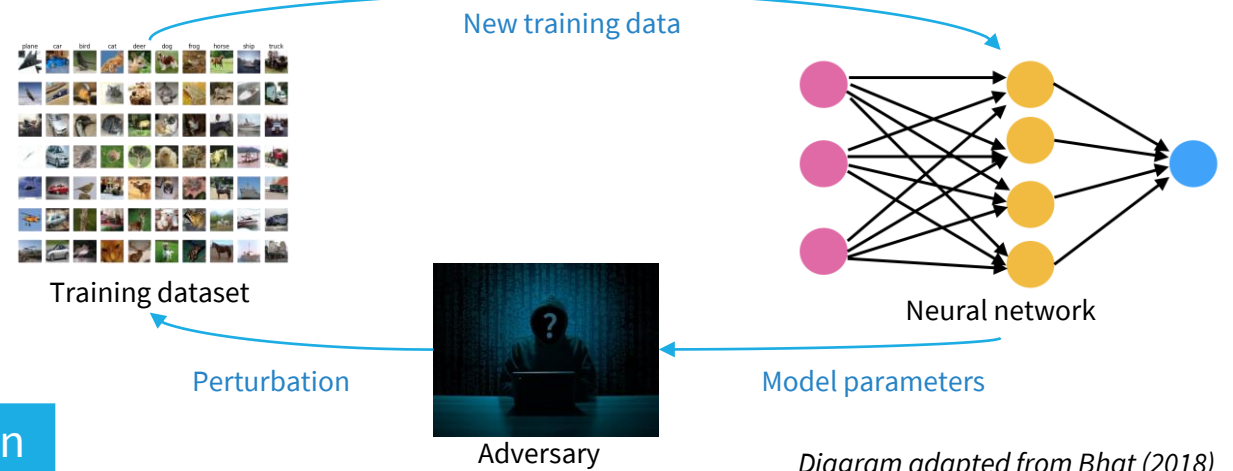 New training data
plane car bird cat deer dog frog horse ship truck
Training dataset
Neural network
?
Perturbation
Model parameters
n
Adversary
Diagram adapted from Bhat (2018)